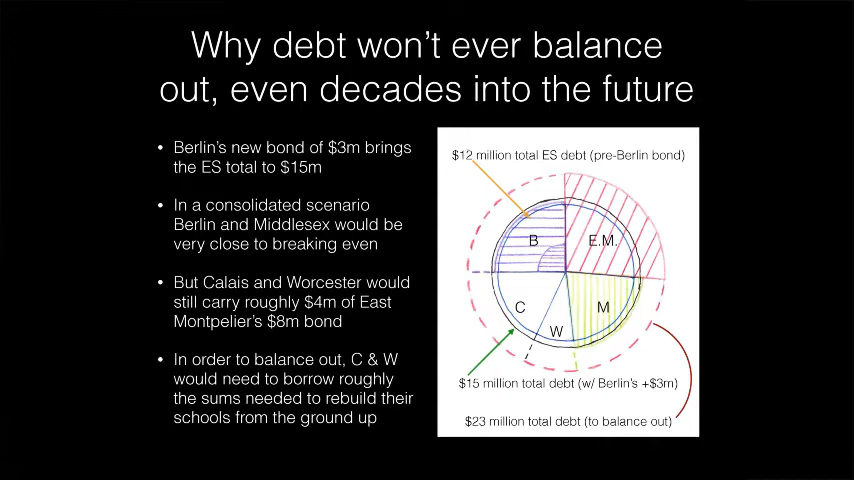 Why debt won't ever balance
out, even decades into the future
• Berlin's new bond of $3m brings
the ES total to $15m
• In a consolidated scenario
Berlin and Middlesex would be
very close to breaking even
• But Calais and Worcester would
still carry roughly $4m of East
Montpelier's $8m bond
• In order to balance out, C & W
would need to borrow roughly
the sums needed to rebuild their
schools from the ground up
$12 million total ES debt (pre-Berlin bond)
B
E.M.
C
W
M
$15 million total debt (w/ Berlin's +$3m)
$23 million total debt (to balance out)